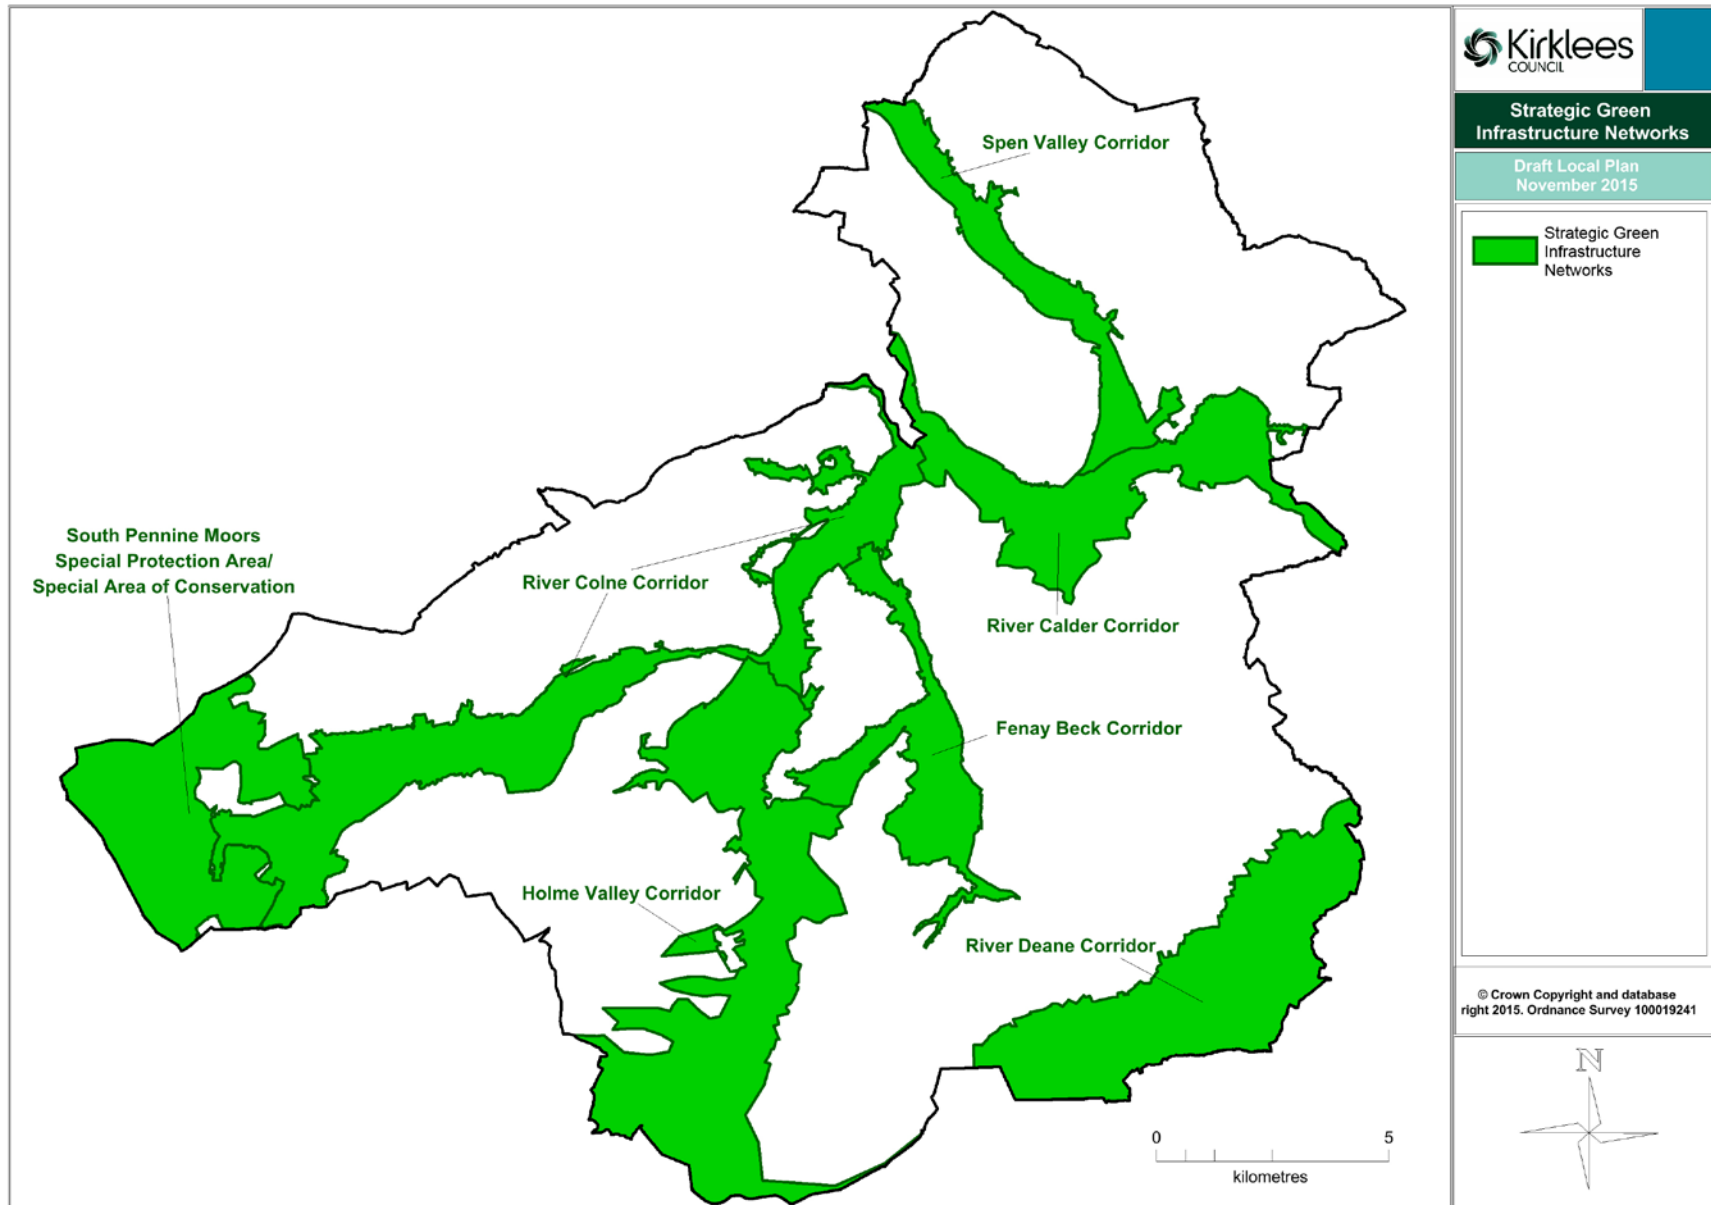 Kirklees
COUNCIL
Strategic Green
Infrastructure Networks
Draft Local Plan
November 2015
Strategic Green
Infrastructure
Networks
Spen Valley Corridor
South Pennine Moors
Special Protection Area/
Special Area of Conservation
River Colne Corridor
River Calder Corridor
Fenay Beck Corridor
Holme Valley Corridor
River Deane Corridor
0 5
kilometres
© Crown Copyright and database
right 2015. Ordnance Survey 100019241
N